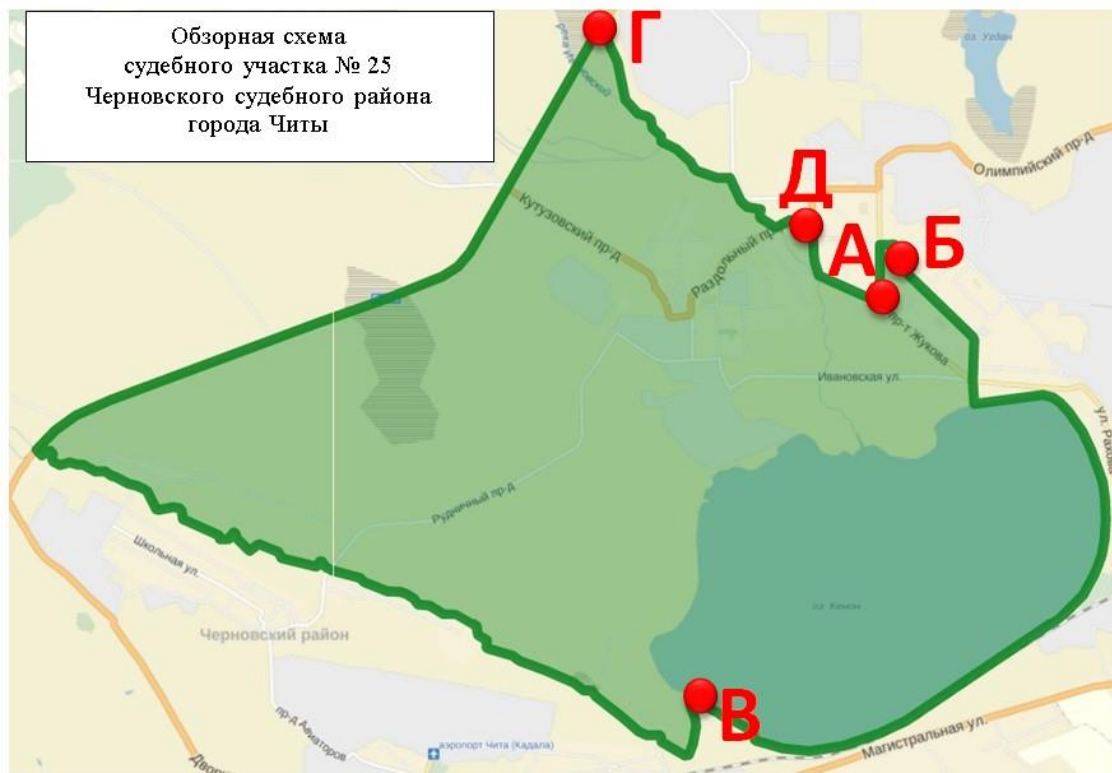 Обзорная схема
судебного участка № 25
Черновского судебного района
города Читы
Г
оз. Угдан
Олимпийский пр-д
Д
Кутузовский пр-д
Раздольный пр-д
А
Б
пр-т Жукова
Ивановская ул.
Рудничный пр-д
Школьная ул.
оз. Кенон
Черновский район
В
пр-д Авиаторов
аэропорт Чита (Кадала)
Магистральная ул.